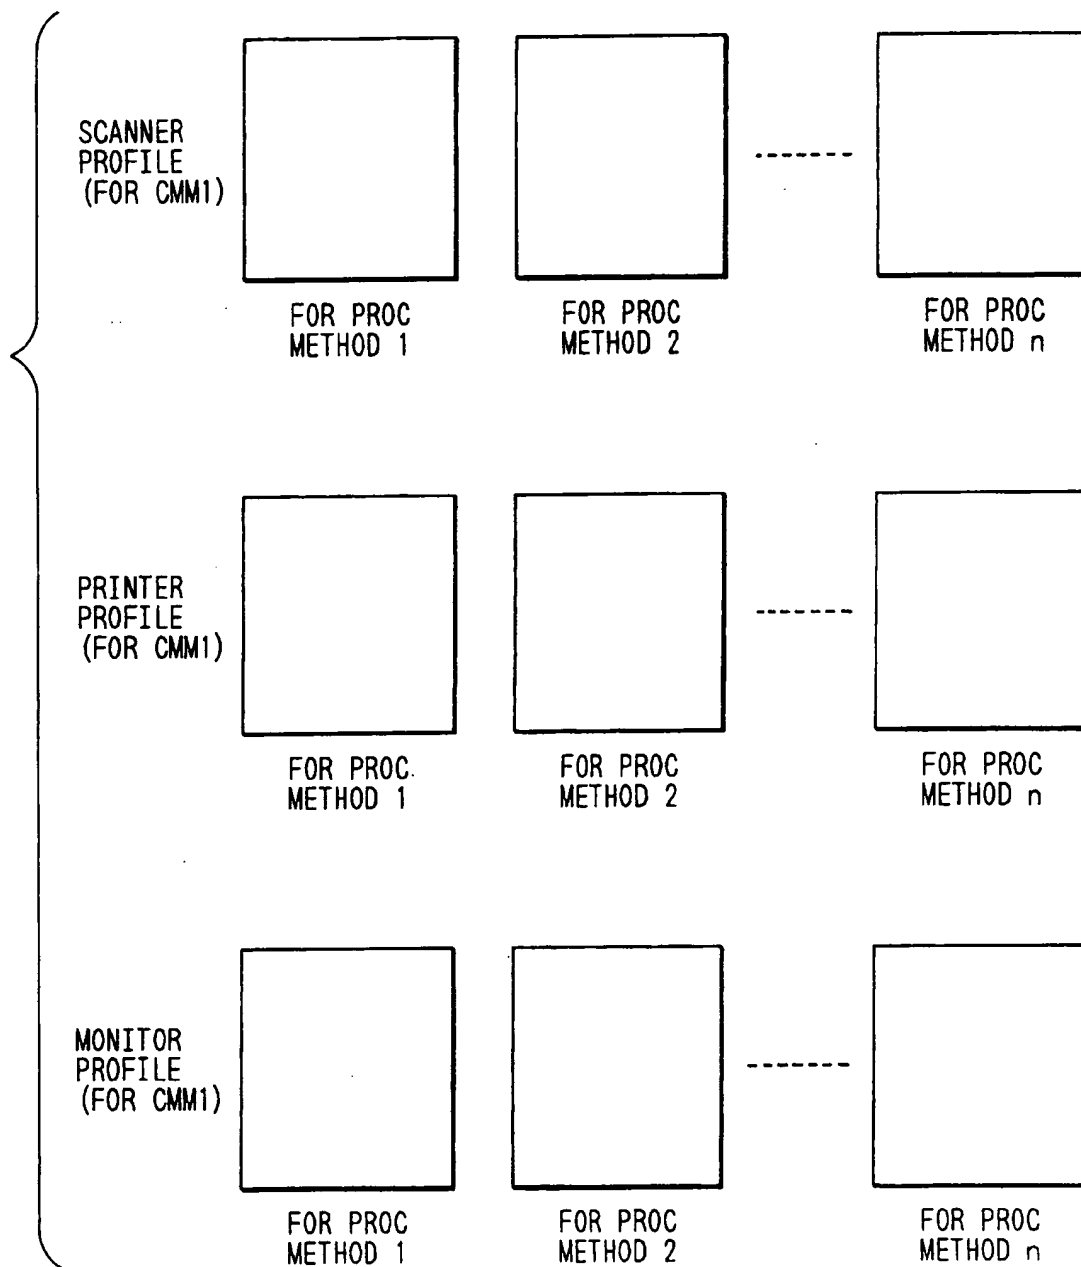 SCANNER
PROFILE
(FOR CMM1)
FOR PROC
METHOD 1
FOR PROC
METHOD 2
FOR PROC
METHOD n
PRINTER
PROFILE
(FOR CMM1)
FOR PROC.
METHOD 1
FOR PROC
METHOD 2
FOR PROC
METHOD n
MONITOR
PROFILE
(FOR CMM1)
FOR PROC
METHOD 1
FOR PROC
METHOD 2
FOR PROC
METHOD n